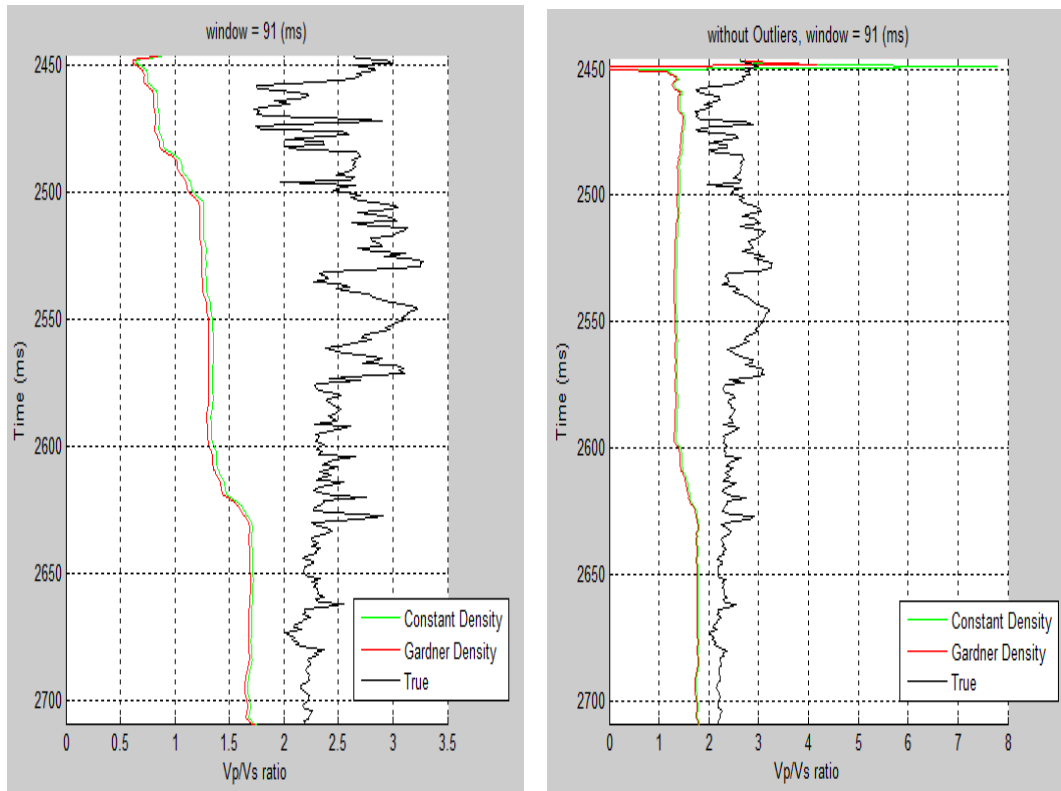 window = 91 (ms)
2450
2500
2550
2600
2650
2700
Time (ms)
Constant Density
Gardner Density
True
0 0.5 1 1.5 2 2.5 3 3.5
Vp/Vs ratio
without Outliers, window = 91 (ms)
2450
2500
2550
2600
2650
2700
Time (ms)
Constant Density
Gardner Density
True
0 1 2 3 4 5 6 7 8
Vp/Vs ratio